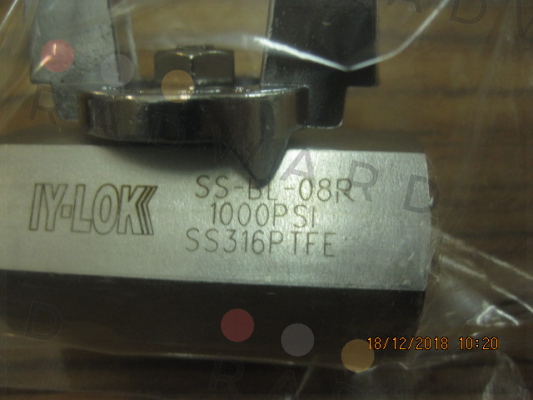 IY-LOK
SS-BL-08R
1000PSI
SS316PTFE
18/12/2018 10:20